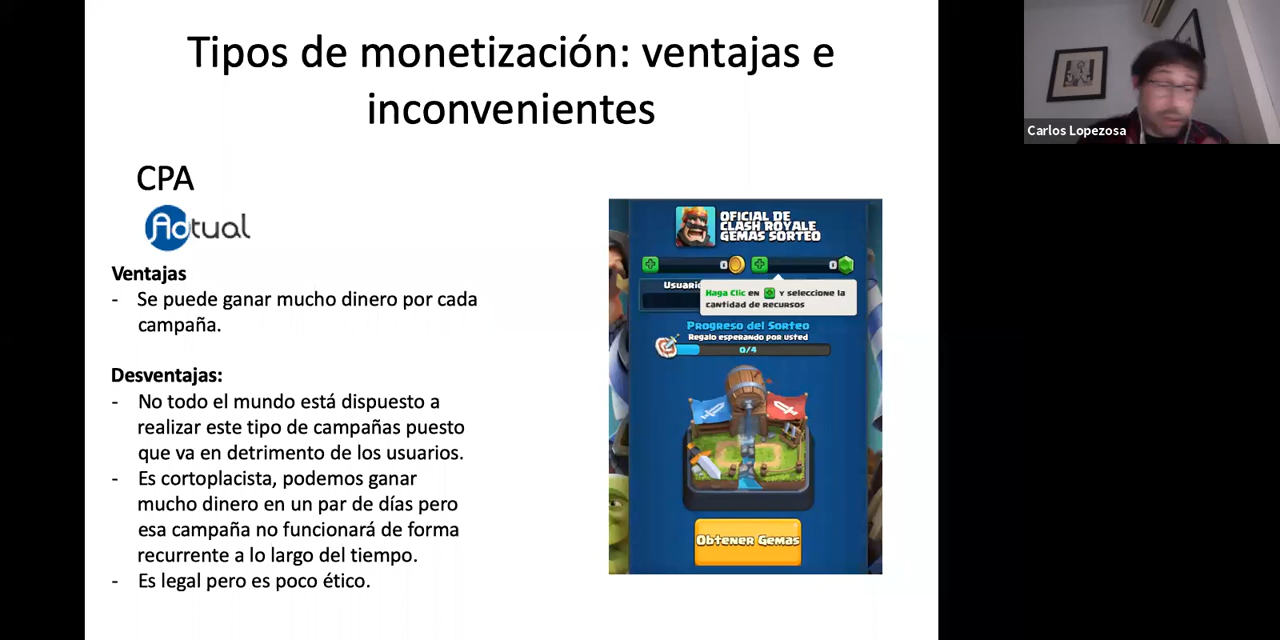 Tipos de monetización: ventajas e
inconvenientes
CPA
Actual
Ventajas
- Se puede ganar mucho dinero por cada
campaña.
Desventajas:
- No todo el mundo está dispuesto a
realizar este tipo de campañas puesto
que va en detrimento de los usuarios.
- Es cortoplacista, podemos ganar
mucho dinero en un par de días pero
esa campaña no funcionará de forma
recurrente a lo largo del tiempo.
- Es legal pero es poco ético.
OFICIAL DE
CLASH ROYALE
GEMAS SORTEO
0
0
Usuario
Haga Clic en + y seleccione la
cantidad de recursos
Progreso del Sorteo
Regalo esperando por usted
0/4
Obtener Gemas
Carlos Lopezosa